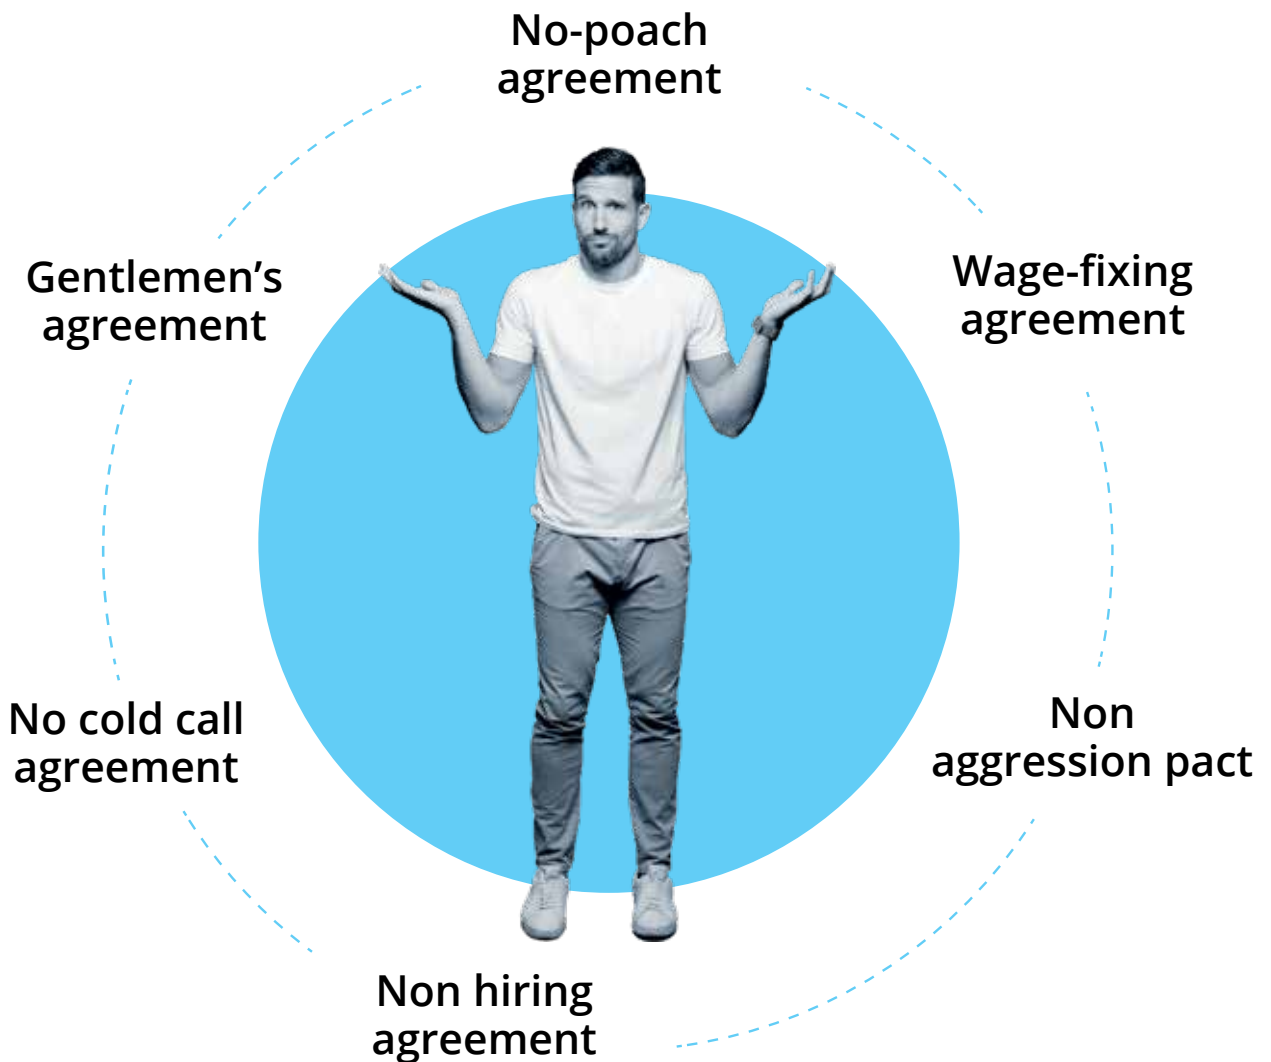 No-poach
agreement
Gentlemen’s
agreement
Wage-fixing
agreement
No cold call
agreement
Non
aggression pact
Non hiring
agreement